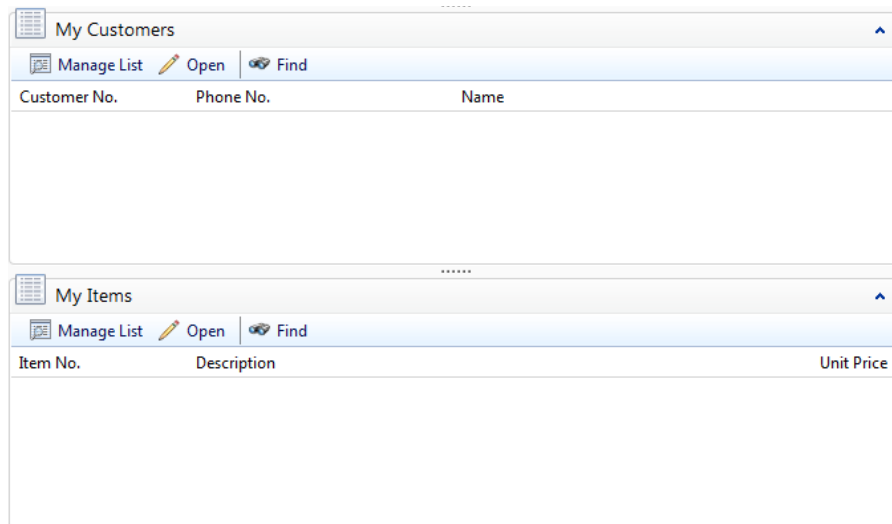 My Customers
Manage List Open Find
Customer No. Phone No. Name
My Items
Manage List Open Find
Item No. Description Unit Price